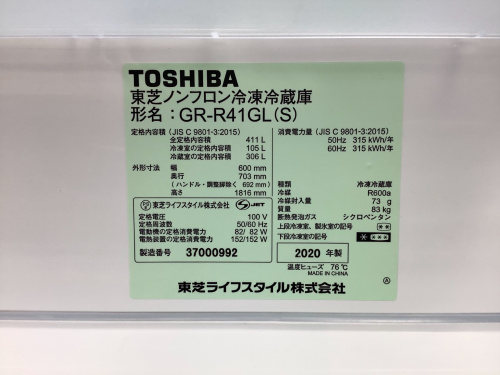 TOSHIBA
東芝ノンフロン冷凍冷蔵庫
形名：GR-R41GL(S)
定格内容積（JIS C 9801-3:2015）
全定格内容積 411 L
冷凍室の定格内容積 105 L
冷蔵室の定格内容積 306 L
外形寸法 幅 600 mm
奥行 703 mm
（ハンドル・調整脚除く 692 mm）
高さ 1816 mm
東芝ライフスタイル株式会社 S JET
定格電圧 100 V
定格周波数 50/60 Hz
電動機の定格消費電力 82/ 82 W
電熱装置の定格消費電力 152/152 W
製造番号 37000992
消費電力量（JIS C 9801-3:2015）
50Hz 315 kWh/年
60Hz 315 kWh/年
種類 冷凍冷蔵庫
冷媒 R600a
冷媒封入量 73 g
質量 83 kg
断熱発泡ガス シクロペンタン
上段冷凍室、製氷室の記号 **
下段冷凍室の記号 ****
2020 年製
温度ヒューズ 76℃
MADE IN CHINA
Ⓐ
東芝ライフスタイル株式会社